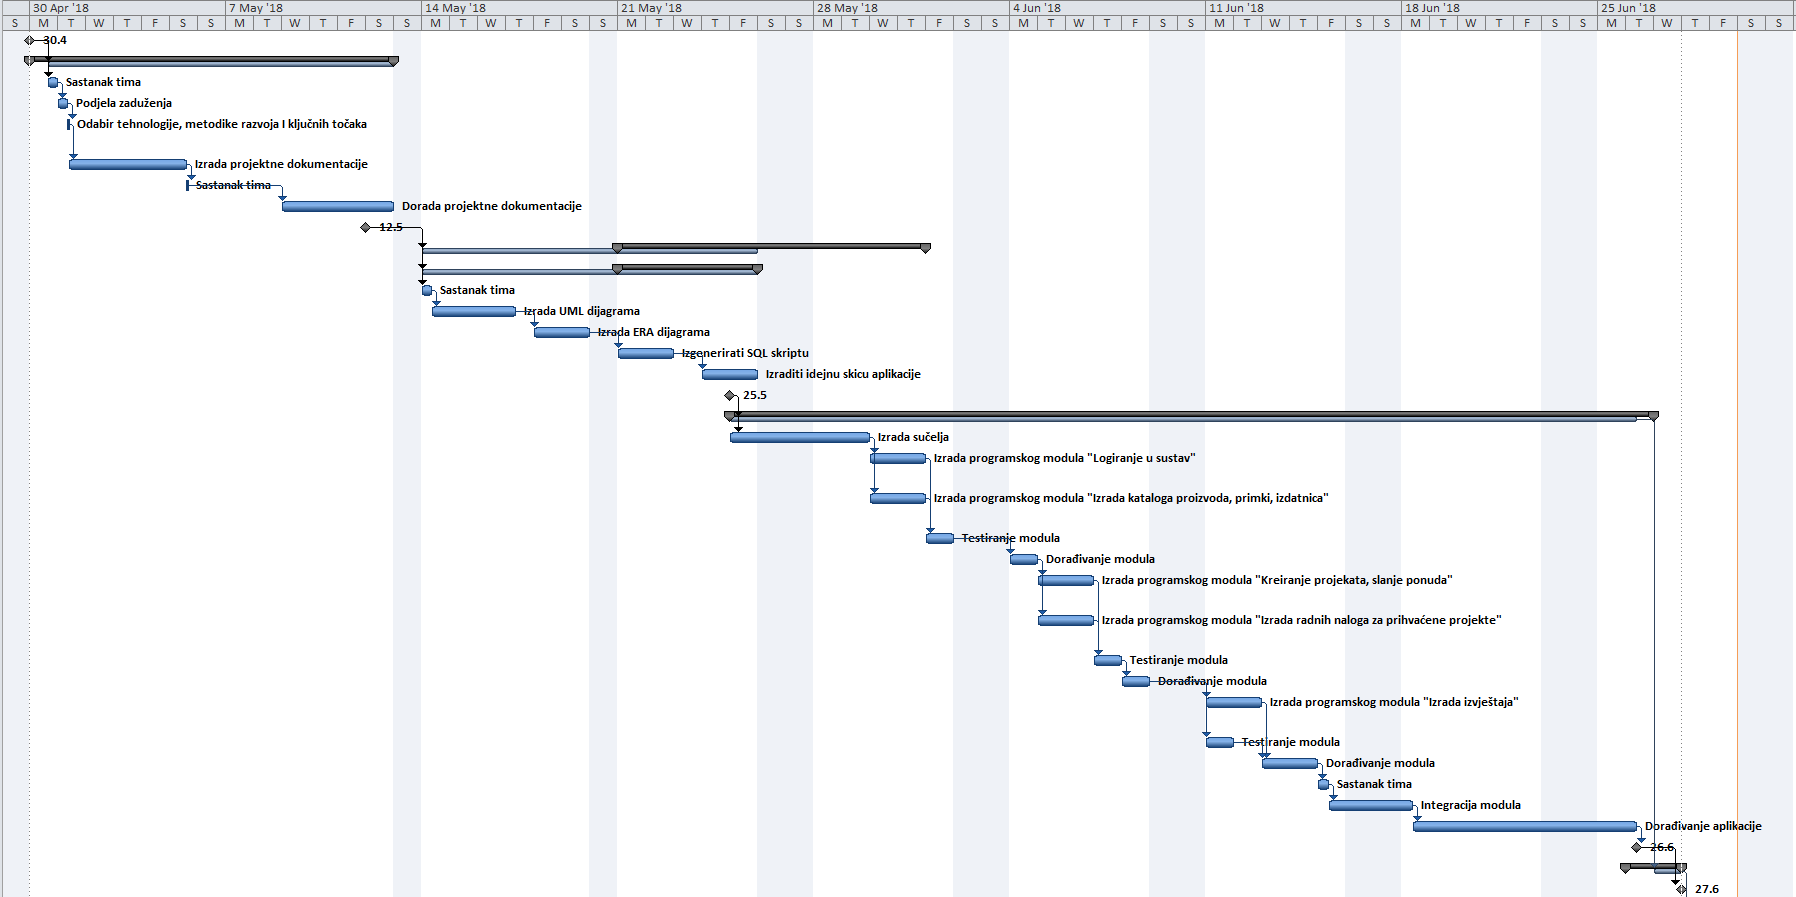 30 Apr '18 7 May '18 14 May '18 21 May '18 28 May '18 4 Jun '18 11 Jun '18 18 Jun '18 25 Jun '18
S M T W T F S S M T W T F S S M T W T F S S M T W T F S S M T W T F S S M T W T F S S M T W T F S S M T W T F S S M T W T F S S
30.4
Sastanak tima
Podjela zaduženja
Odabir tehnologije, metodike razvoja I ključnih točaka
Izrada projektne dokumentacije
Sastanak tima
Dorada projektne dokumentacije
12.5
Sastanak tima
Izrada UML dijagrama
Izrada ERA dijagrama
Izgenerirati SQL skriptu
Izraditi idejnu skicu aplikacije
25.5
Izrada sučelja
Izrada programskog modula "Logiranje u sustav"
Izrada programskog modula "Izrada kataloga proizvoda, primki, izdatnica"
Testiranje modula
Dorađivanje modula
Izrada programskog modula "Kreiranje projekata, slanje ponuda"
Izrada programskog modula "Izrada radnih naloga za prihvaćene projekte"
Testiranje modula
Dorađivanje modula
Izrada programskog modula "Izrada izvještaja"
Testiranje modula
Dorađivanje modula
Sastanak tima
Integracija modula
Dorađivanje aplikacije
26.6
27.6